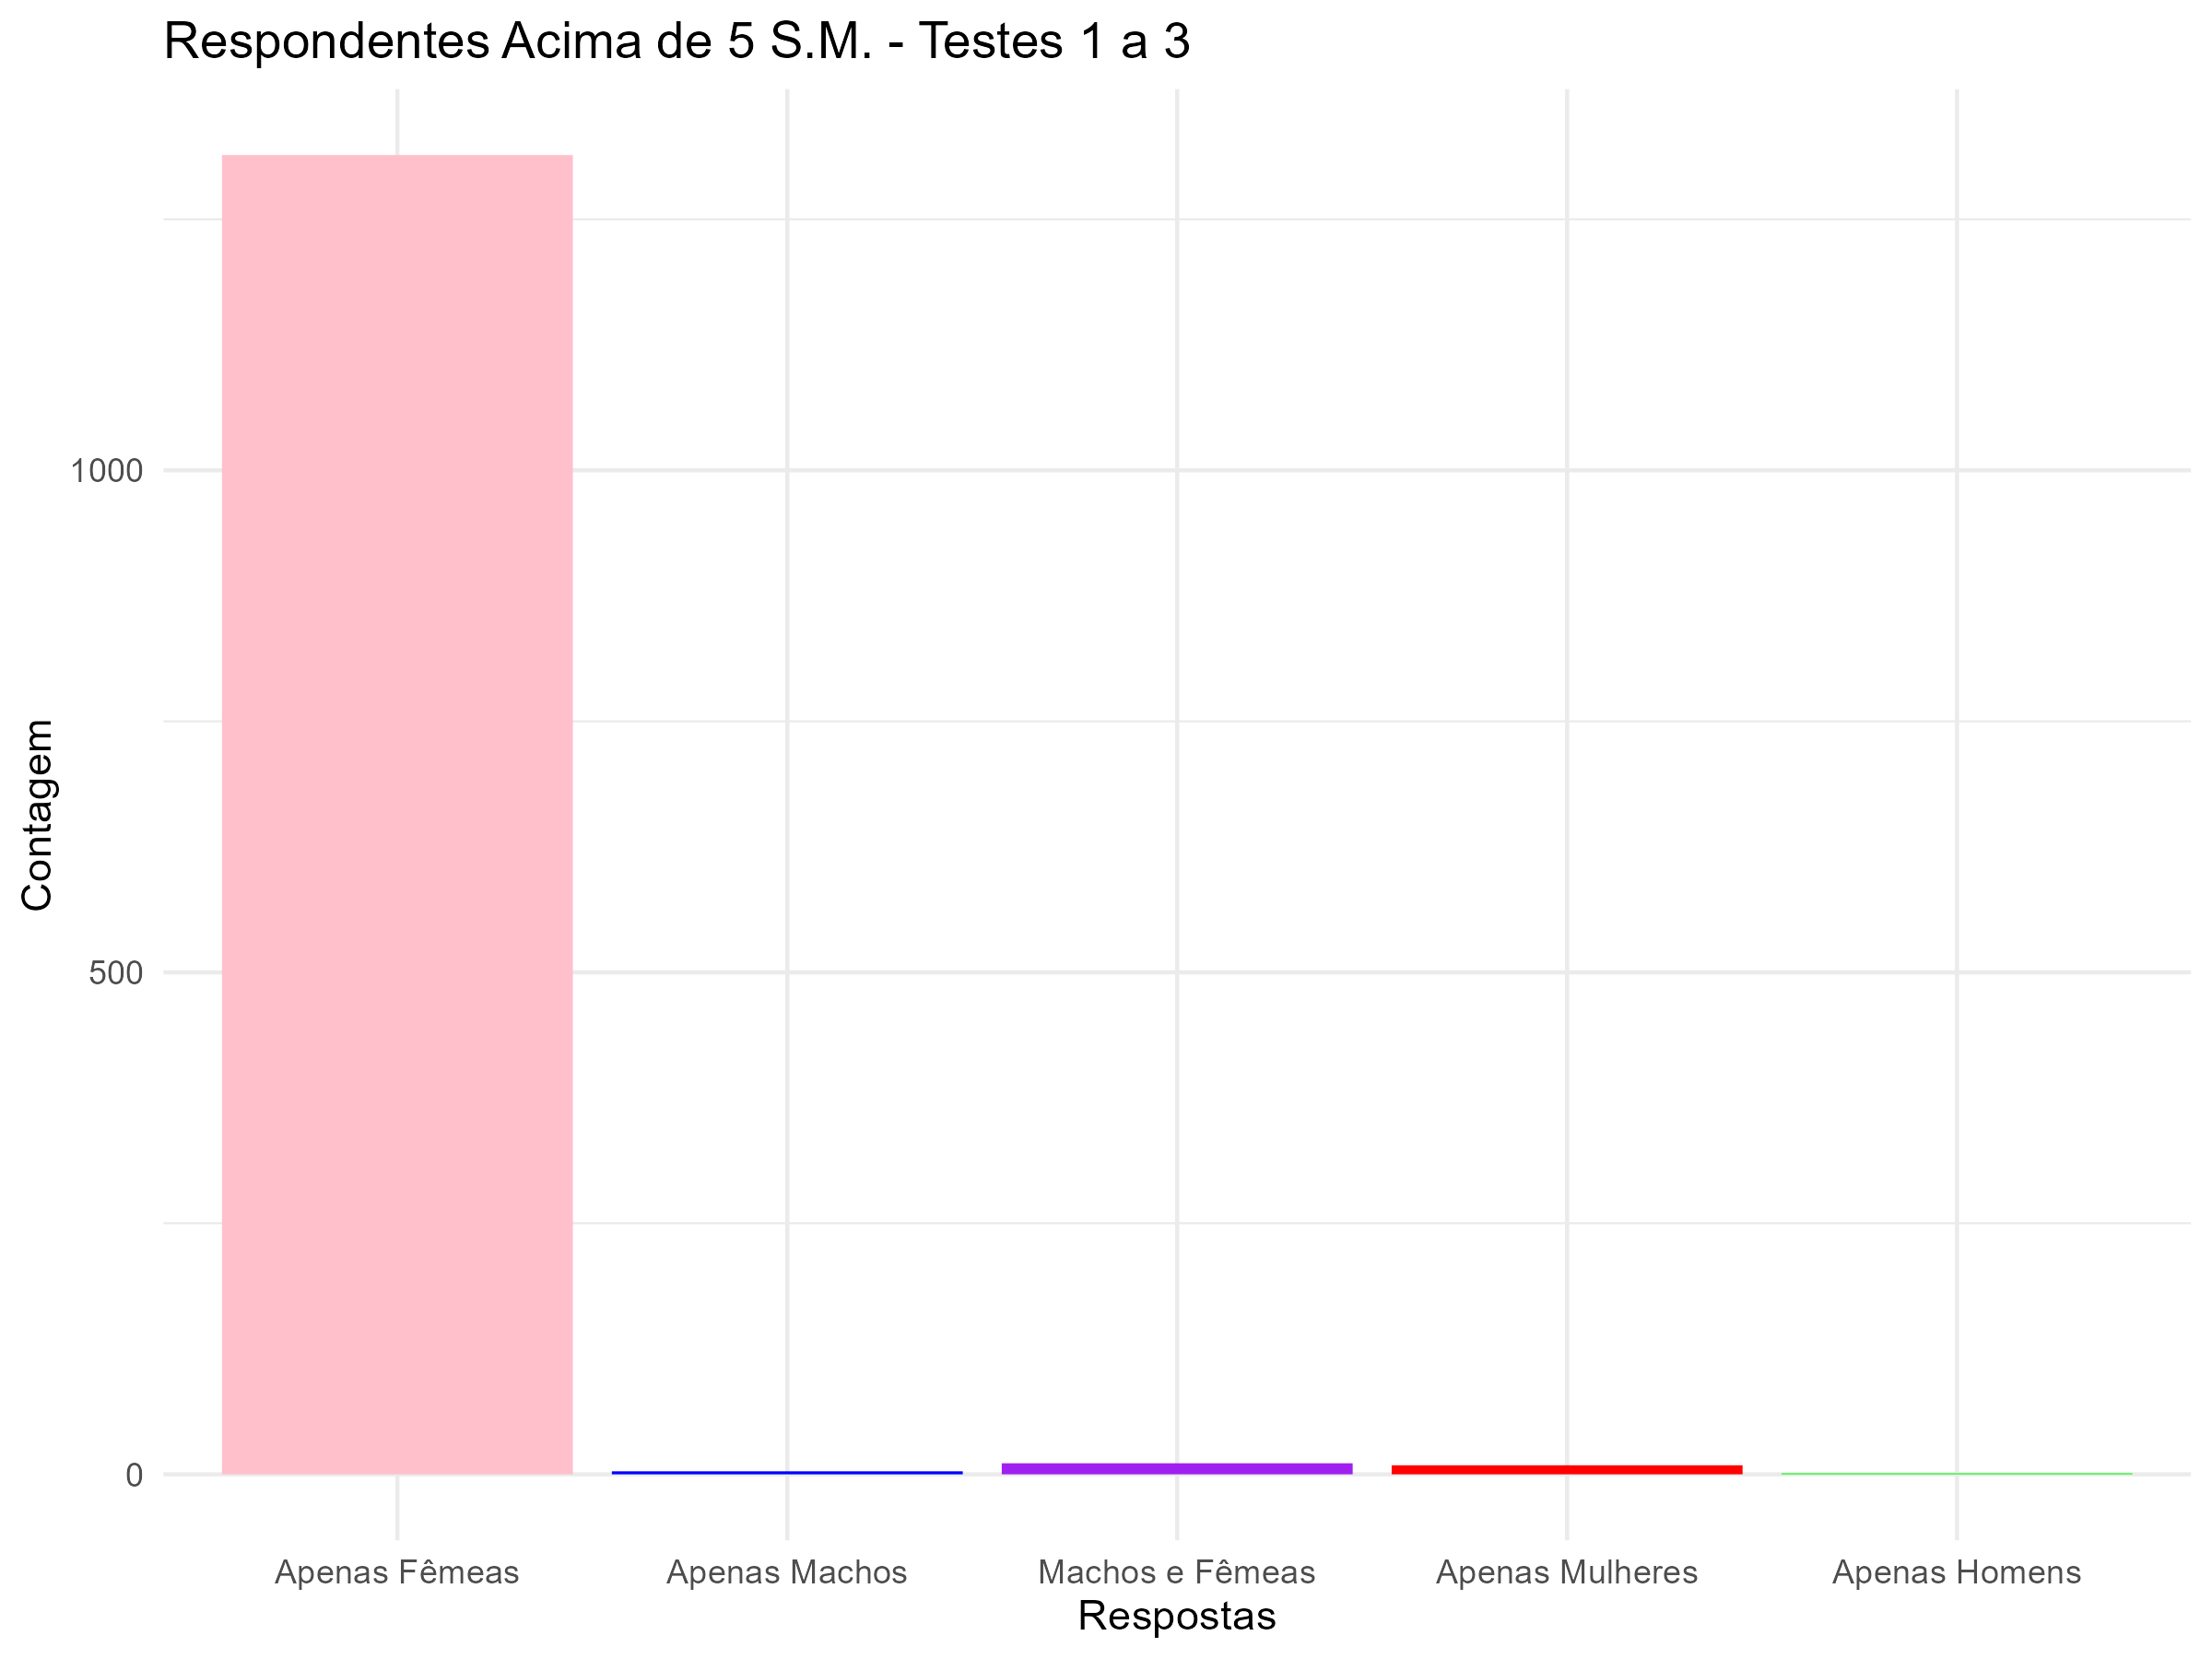 Respondentes Acima de 5 S.M. - Testes 1 a 3
Contagem
1000
500
0
Apenas Fêmeas
Apenas Machos
Machos e Fêmeas
Apenas Mulheres
Apenas Homens
Respostas